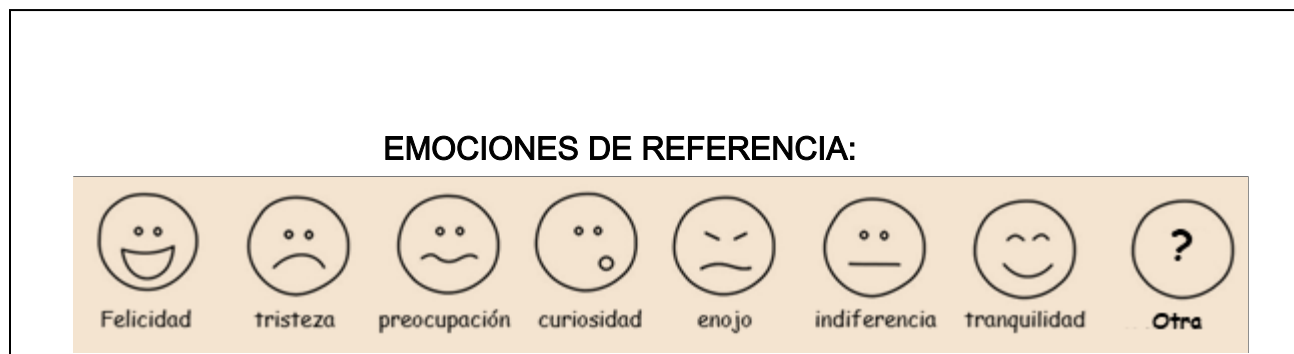 EMOCIONES DE REFERENCIA:
?
Felicidad tristeza preocupación curiosidad enojo indiferencia tranquilidad Otra